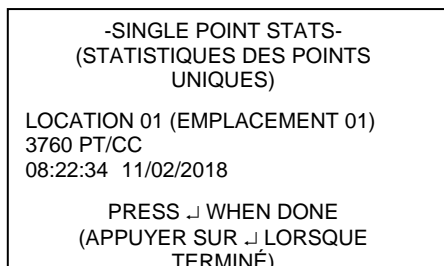 -SINGLE POINT STATS-
(STATISTIQUES DES POINTS
UNIQUES)
LOCATION 01 (EMPLACEMENT 01)
3760 PT/CC
08:22:34 11/02/2018
PRESS ↵ WHEN DONE
(APPUYER SUR ↵ LORSQUE
TERMINÉ)